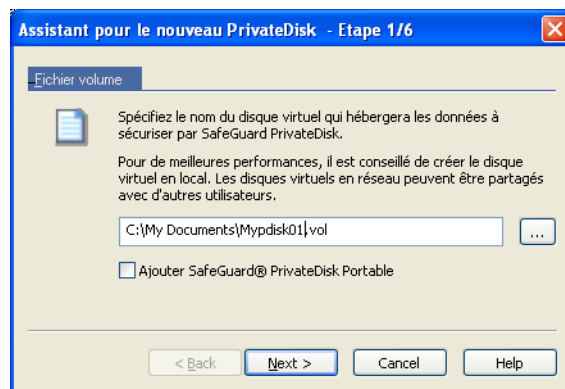 Assistant pour le nouveau PrivateDisk - Etape 1/6
Fichier volume
Spécifiez le nom du disque virtuel qui hébergera les données à
sécuriser par SafeGuard PrivateDisk.
Pour de meilleures performances, il est conseillé de créer le disque
virtuel en local. Les disques virtuels en réseau peuvent être partagés
avec d'autres utilisateurs.
C:\My Documents\Mypdisk01.vol
...
Ajouter SafeGuard® PrivateDisk Portable
< Back
Next >
Cancel
Help